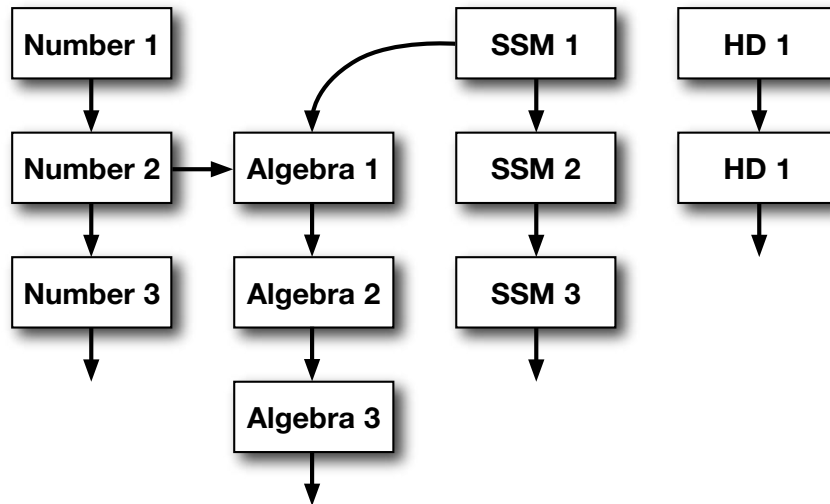 Number 1
SSM 1
HD 1
Number 2
Algebra 1
SSM 2
HD 1
Number 3
Algebra 2
SSM 3
Algebra 3